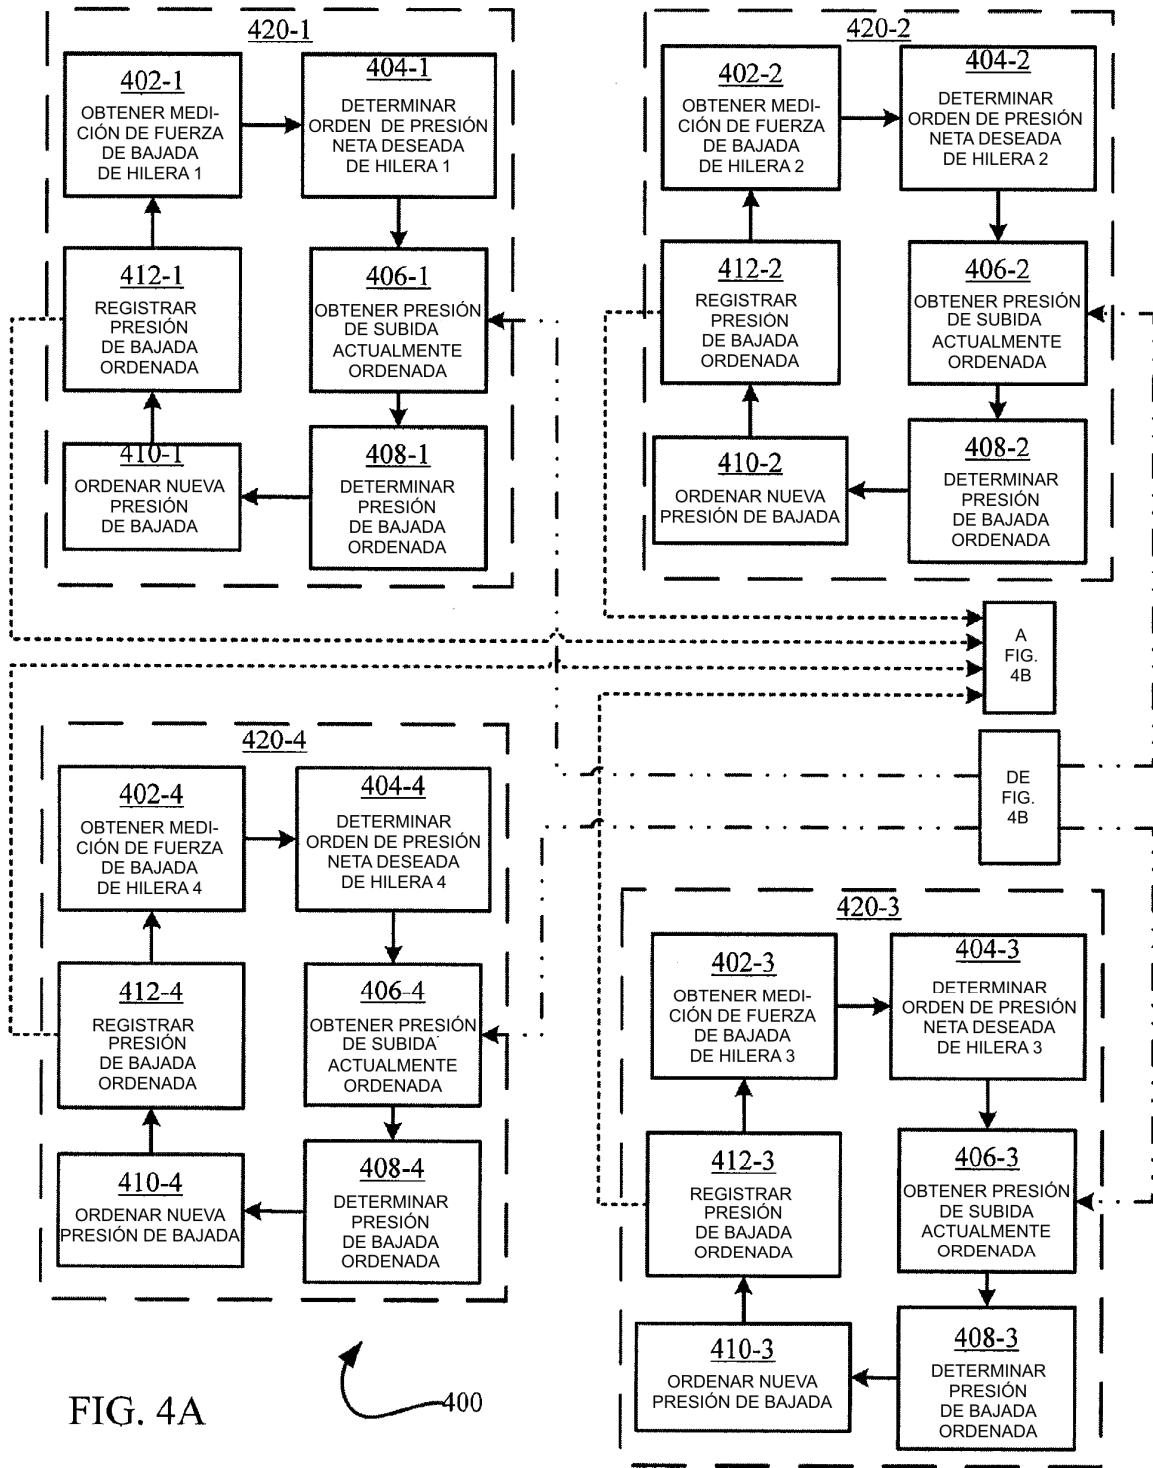 420-1
402-1
OBTENER MEDI-
CIÓN DE FUERZA
DE BAJADA
DE HILERA 1
404-1
DETERMINAR
ORDEN DE PRESIÓN
NETA DESEADA
DE HILERA 1
412-1
REGISTRAR
PRESIÓN
DE BAJADA
ORDENADA
406-1
OBTENER PRESIÓN
DE SUBIDA
ACTUALMENTE
ORDENADA
410-1
ORDENAR NUEVA
PRESIÓN
DE BAJADA
408-1
DETERMINAR
PRESIÓN
DE BAJADA
ORDENADA
420-2
402-2
OBTENER MEDI-
CIÓN DE FUERZA
DE BAJADA
DE HILERA 2
404-2
DETERMINAR
ORDEN DE PRESIÓN
NETA DESEADA
DE HILERA 2
412-2
REGISTRAR
PRESIÓN
DE BAJADA
ORDENADA
406-2
OBTENER PRESIÓN
DE SUBIDA
ACTUALMENTE
ORDENADA
410-2
ORDENAR NUEVA
PRESIÓN DE BAJADA
408-2
DETERMINAR
PRESIÓN
DE BAJADA
ORDENADA
A
FIG.
4B
DE
FIG.
4B
420-4
402-4
OBTENER MEDI-
CIÓN DE FUERZA
DE BAJADA
DE HILERA 4
404-4
DETERMINAR
ORDEN DE PRESIÓN
NETA DESEADA
DE HILERA 4
412-4
REGISTRAR
PRESIÓN
DE BAJADA
ORDENADA
406-4
OBTENER PRESIÓN
DE SUBIDA
ACTUALMENTE
ORDENADA
410-4
ORDENAR NUEVA
PRESIÓN DE BAJADA
408-4
DETERMINAR
PRESIÓN
DE BAJADA
ORDENADA
420-3
402-3
OBTENER MEDI-
CIÓN DE FUERZA
DE BAJADA
DE HILERA 3
404-3
DETERMINAR
ORDEN DE PRESIÓN
NETA DESEADA
DE HILERA 3
412-3
REGISTRAR
PRESIÓN
DE BAJADA
ORDENADA
406-3
OBTENER PRESIÓN
DE SUBIDA
ACTUALMENTE
ORDENADA
410-3
ORDENAR NUEVA
PRESIÓN DE BAJADA
408-3
DETERMINAR
PRESIÓN
DE BAJADA
ORDENADA
FIG. 4A
400